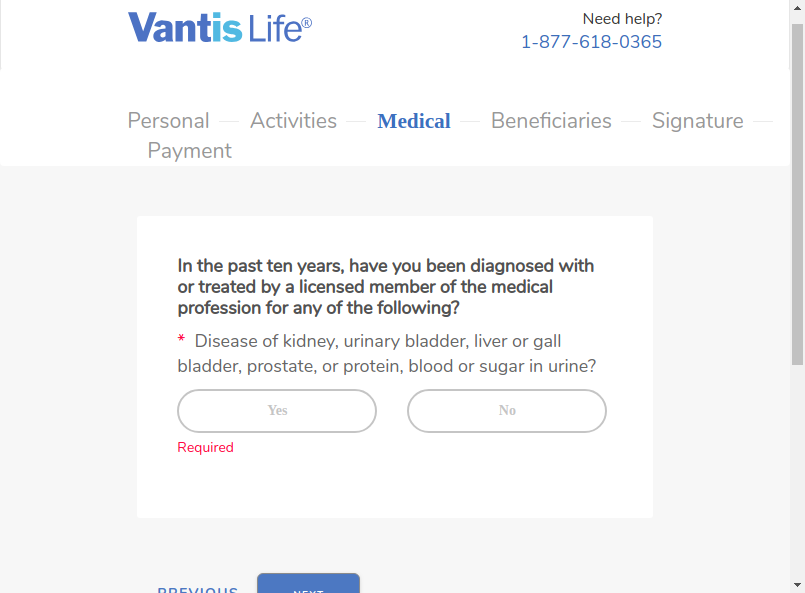 Vantis Life®
Need help?
1-877-618-0365
Personal Activities Medical Beneficiaries Signature
Payment
In the past ten years, have you been diagnosed with
or treated by a licensed member of the medical
profession for any of the following?
* Disease of kidney, urinary bladder, liver or gall
bladder, prostate, or protein, blood or sugar in urine?
Yes No
Required
PREVIOUS NEXT